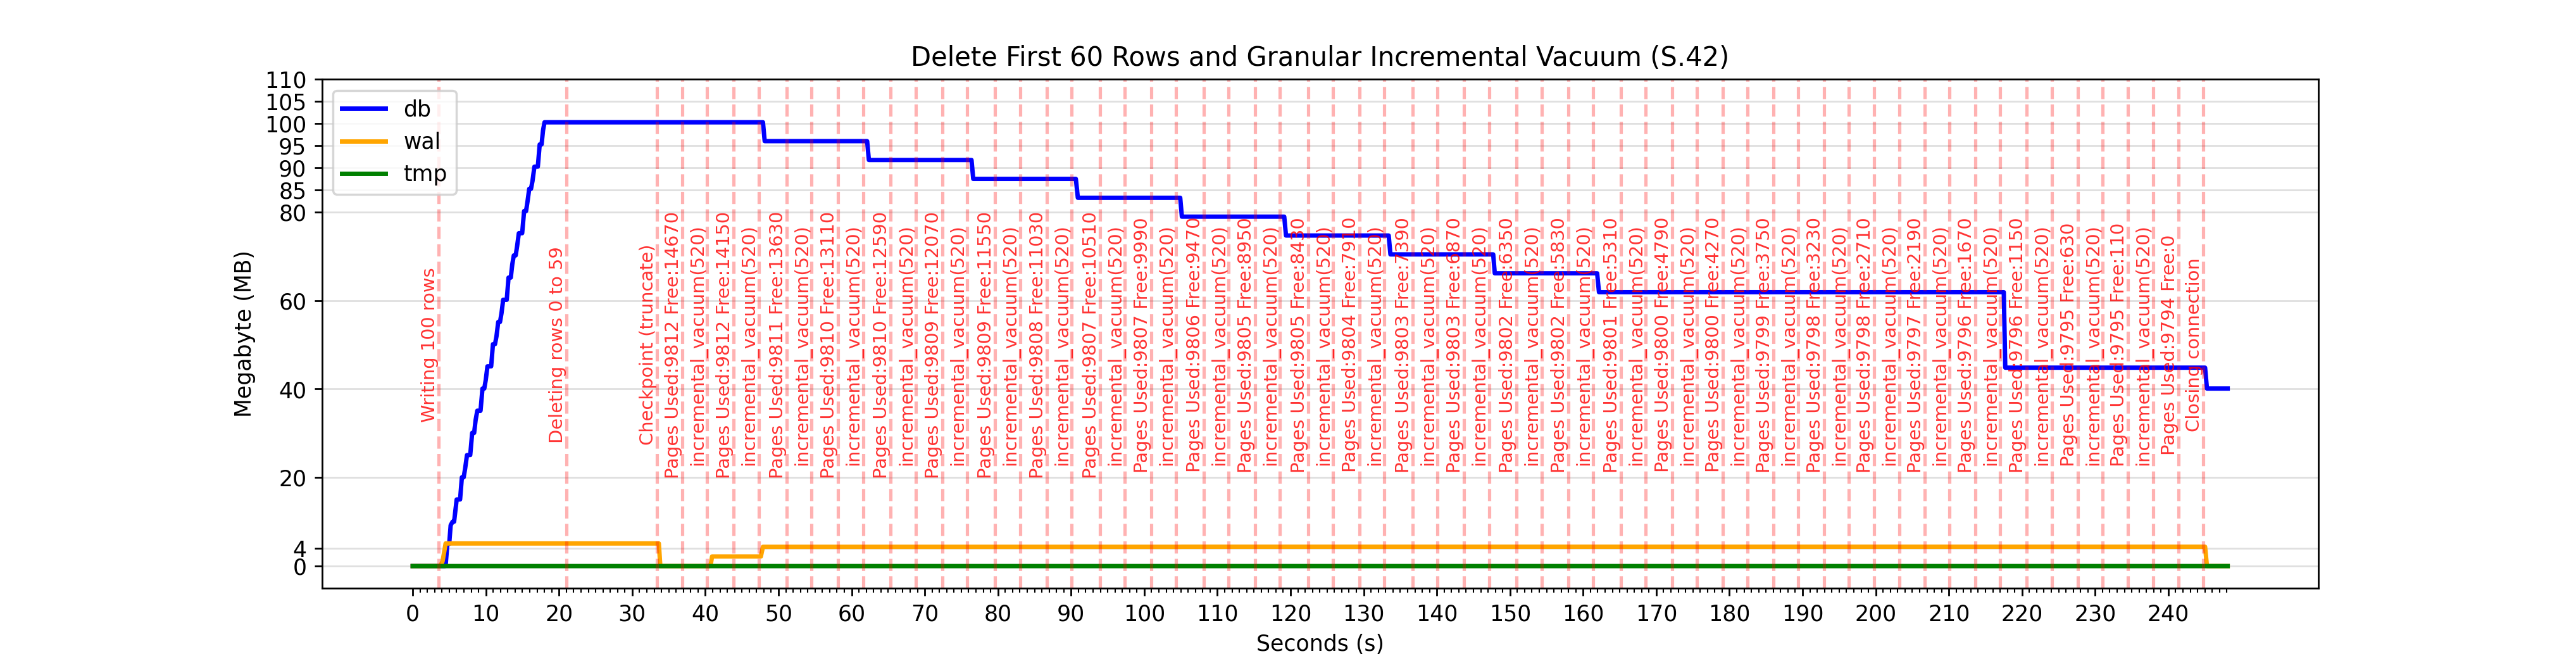 Delete First 60 Rows and Granular Incremental Vacuum (S.42)
Megabyte (MB)
110
105
100
95
90
85
80
60
40
20
4
0
db
wal
tmp
Writing 100 rows
Deleting rows 0 to 59
Checkpoint (truncate)
Pages Used:9812 Free:14670
incremental_vacuum(520)
Pages Used:9812 Free:14150
incremental_vacuum(520)
Pages Used:9811 Free:13630
incremental_vacuum(520)
Pages Used:9810 Free:13110
incremental_vacuum(520)
Pages Used:9810 Free:12590
incremental_vacuum(520)
Pages Used:9809 Free:12070
incremental_vacuum(520)
Pages Used:9809 Free:11550
incremental_vacuum(520)
Pages Used:9808 Free:11030
incremental_vacuum(520)
Pages Used:9807 Free:10510
incremental_vacuum(520)
Pages Used:9807 Free:9990
incremental_vacuum(520)
Pages Used:9806 Free:9470
incremental_vacuum(520)
Pages Used:9805 Free:8950
incremental_vacuum(520)
Pages Used:9805 Free:8430
incremental_vacuum(520)
Pages Used:9804 Free:7910
incremental_vacuum(520)
Pages Used:9803 Free:7390
incremental_vacuum(520)
Pages Used:9803 Free:6870
incremental_vacuum(520)
Pages Used:9802 Free:6350
incremental_vacuum(520)
Pages Used:9802 Free:5830
incremental_vacuum(520)
Pages Used:9801 Free:5310
incremental_vacuum(520)
Pages Used:9800 Free:4790
incremental_vacuum(520)
Pages Used:9800 Free:4270
incremental_vacuum(520)
Pages Used:9799 Free:3750
incremental_vacuum(520)
Pages Used:9798 Free:3230
incremental_vacuum(520)
Pages Used:9798 Free:2710
incremental_vacuum(520)
Pages Used:9797 Free:2190
incremental_vacuum(520)
Pages Used:9796 Free:1670
incremental_vacuum(520)
Pages Used:9796 Free:1150
incremental_vacuum(520)
Pages Used:9795 Free:630
incremental_vacuum(520)
Pages Used:9795 Free:110
incremental_vacuum(520)
Pages Used:9794 Free:0
Closing connection
0 10 20 30 40 50 60 70 80 90 100 110 120 130 140 150 160 170 180 190 200 210 220 230 240
Seconds (s)